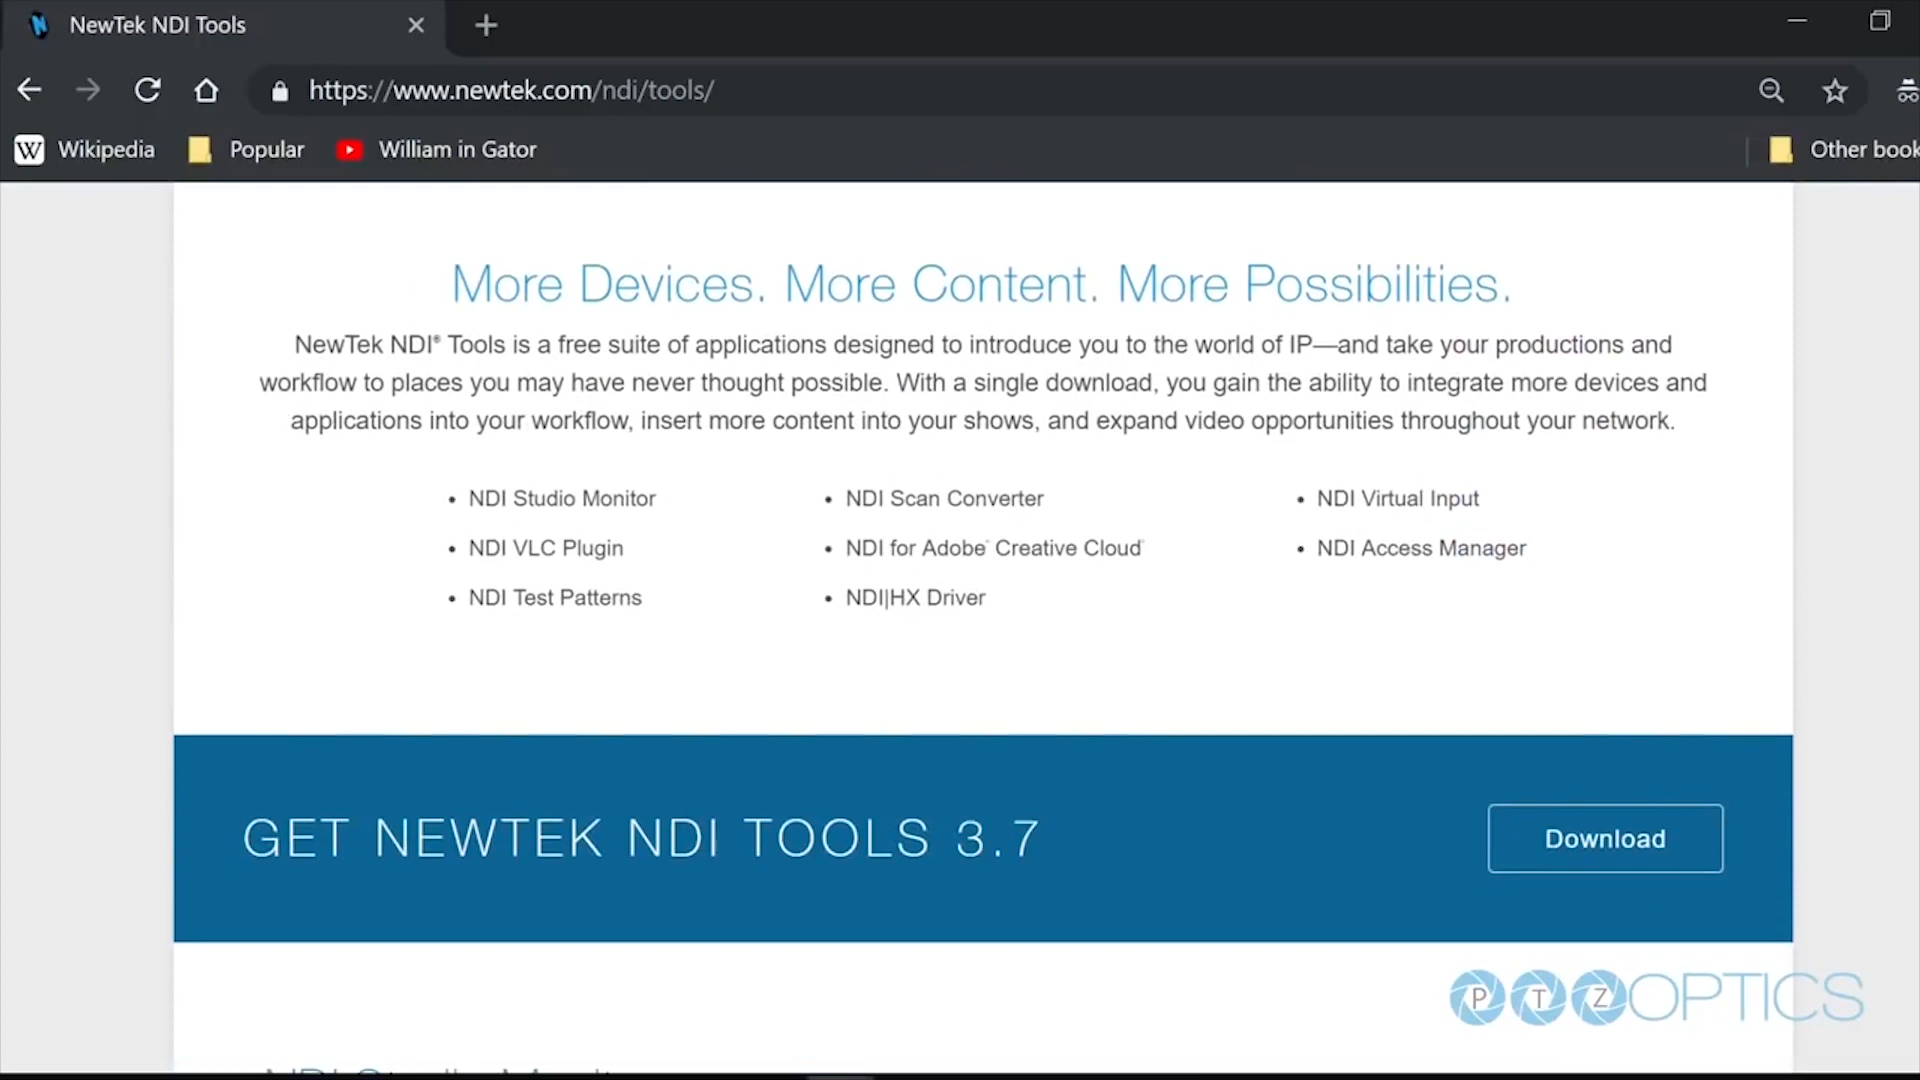 NewTek NDI Tools
https://www.newtek.com/ndi/tools/
W Wikipedia
Popular
William in Gator
Other book
More Devices. More Content. More Possibilities.
NewTek NDI® Tools is a free suite of applications designed to introduce you to the world of IP—and take your productions and
workflow to places you may have never thought possible. With a single download, you gain the ability to integrate more devices and
applications into your workflow, insert more content into your shows, and expand video opportunities throughout your network.
• NDI Studio Monitor
• NDI VLC Plugin
• NDI Test Patterns
• NDI Scan Converter
• NDI for Adobe Creative Cloud
• NDI|HX Driver
• NDI Virtual Input
• NDI Access Manager
GET NEWTEK NDI TOOLS 3.7
Download
PTZOPTICS